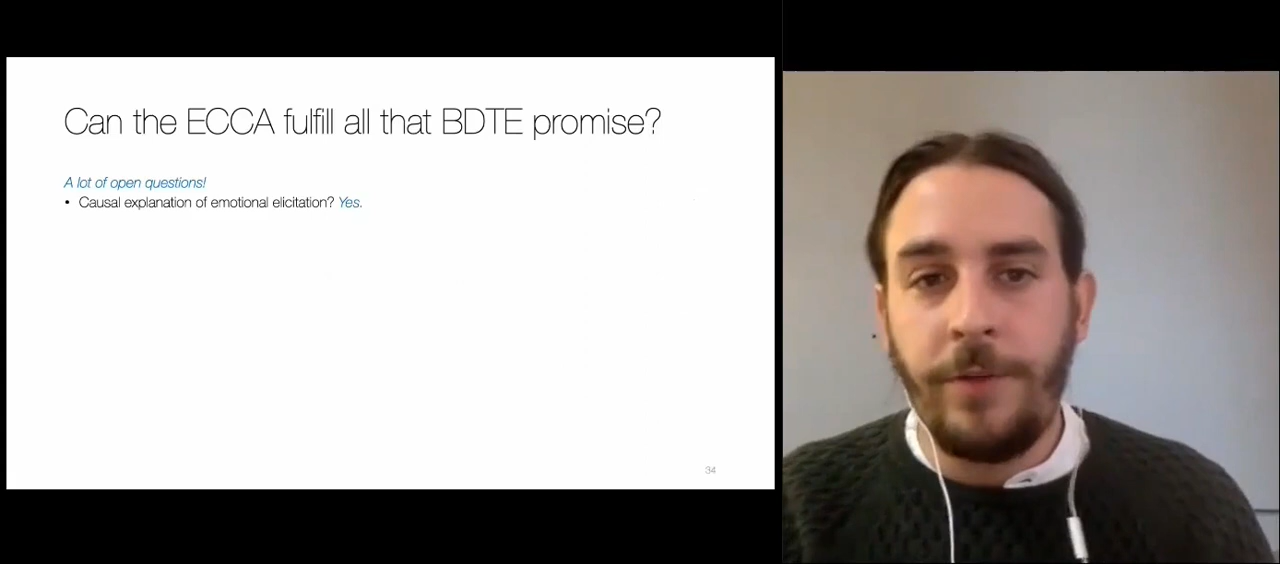 Can the ECCA fulfill all that BDTE promise?
A lot of open questions!
• Causal explanation of emotional elicitation? Yes.
34